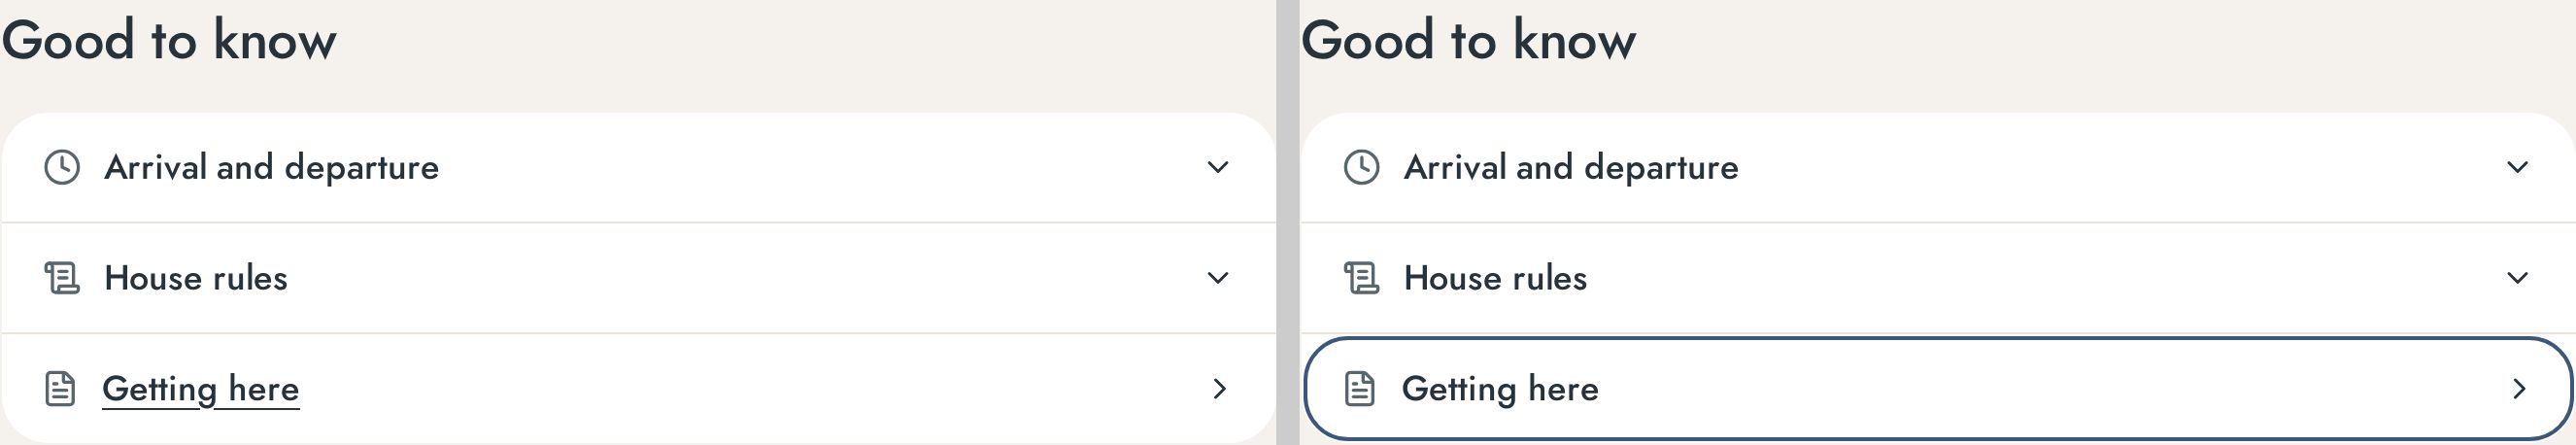 Good to know
Arrival and departure
House rules
Getting here
Good to know
Arrival and departure
House rules
Getting here